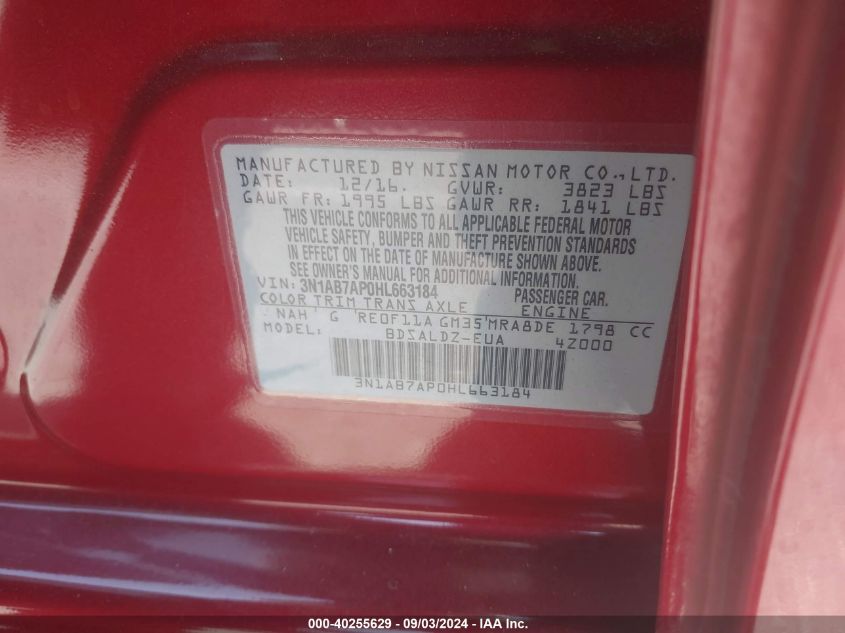 MANUFACTURED BY NISSAN MOTOR CO.,LTD.
DATE: 12/16. GVWR: 3823 LBS
GAWR FR: 1995 LBS GAWR RR: 1841 LBS
THIS VEHICLE CONFORMS TO ALL APPLICABLE FEDERAL MOTOR
VEHICLE SAFETY, BUMPER AND THEFT PREVENTION STANDARDS
IN EFFECT ON THE DATE OF MANUFACTURE SHOWN ABOVE.
SEE OWNER'S MANUAL FOR ADDITIONAL INFORMATION.
VIN: 3N1AB7AP0HL663184 PASSENGER CAR.
COLOR TRIM TRANS AXLE ENGINE
NAH G RE0F11A GM35 MRA8DE 1798 CC
MODEL: BDSALDZ-EUA 4Z000
3N1AB7AP0HL663184
000-40255629 - 09/03/2024 - IAA Inc.